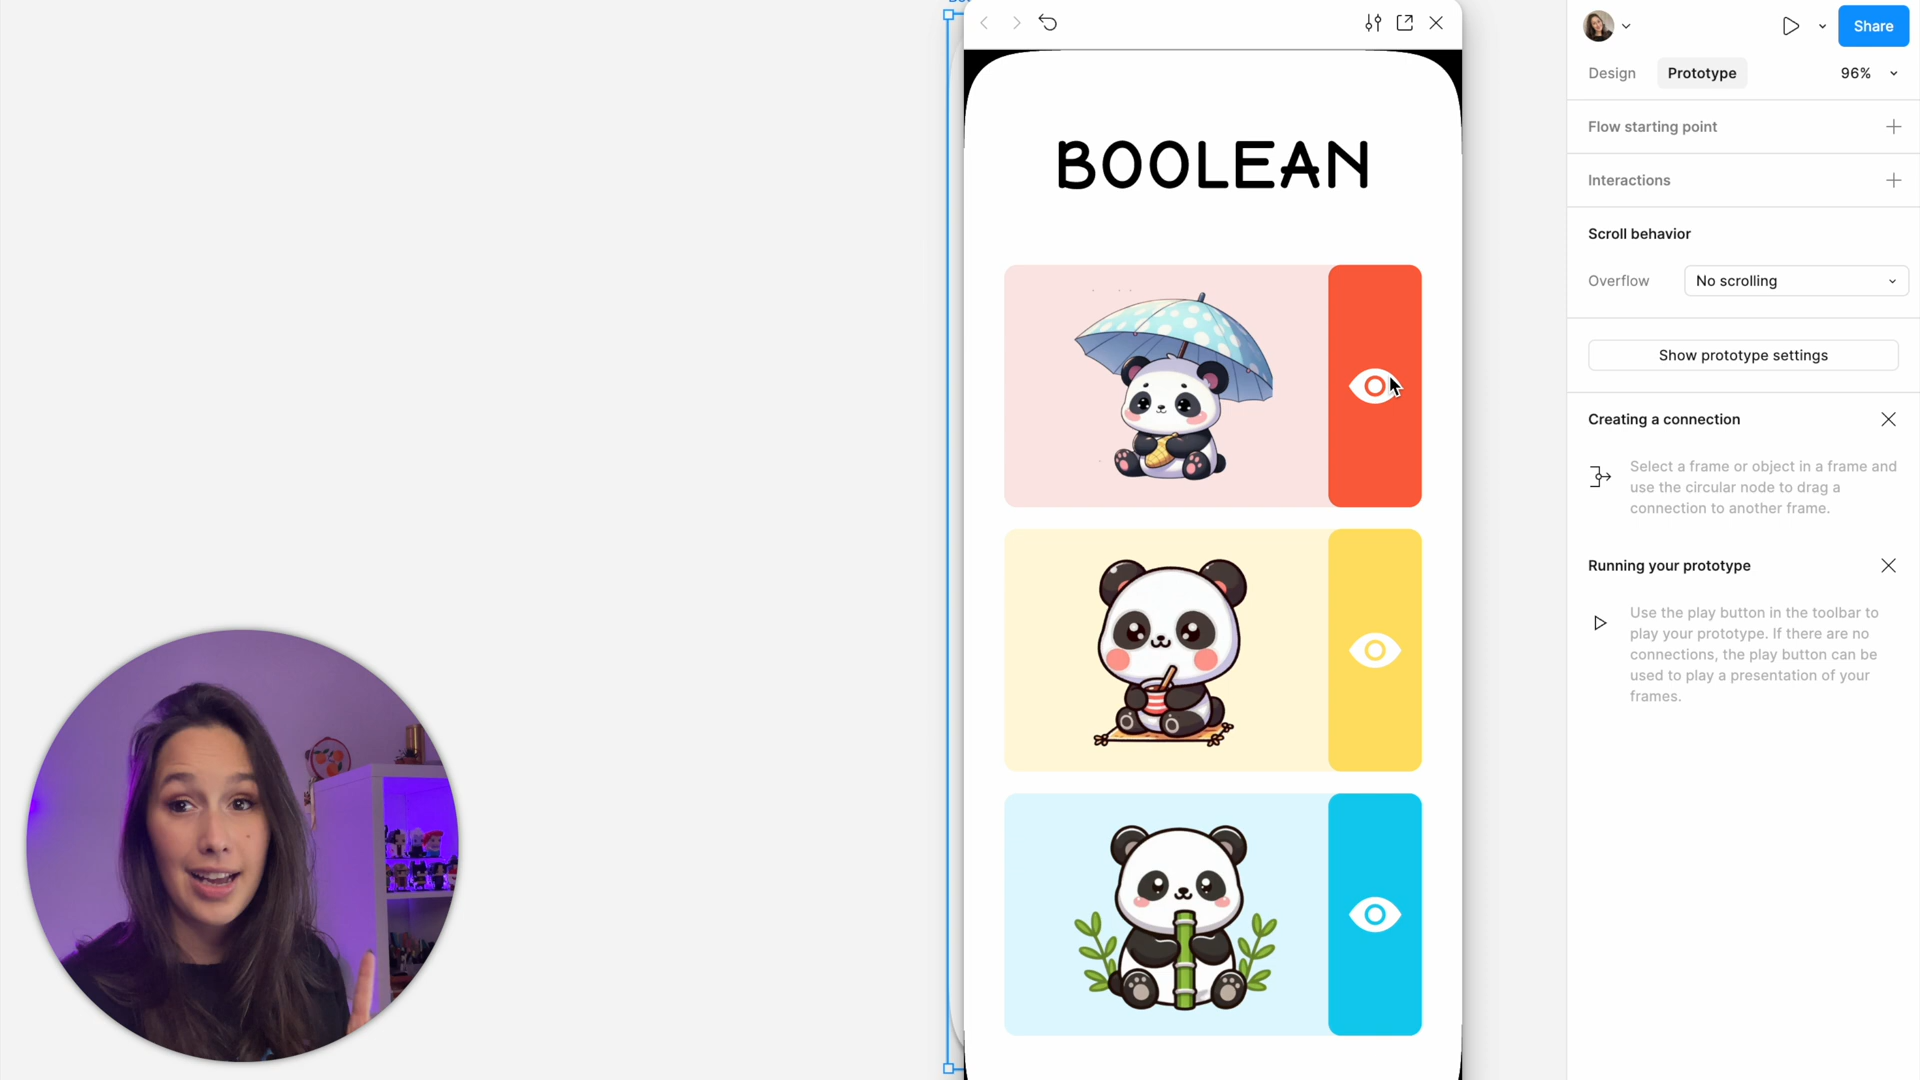 Share
Design
Prototype
96%
Flow starting point
Interactions
Scroll behavior
Overflow
No scrolling
Show prototype settings
Creating a connection
Select a frame or object in a frame and
use the circular node to drag a
connection to another frame.
Running your prototype
Use the play button in the toolbar to
play your prototype. If there are no
connections, the play button can be
used to play a presentation of your
frames.
BOOLEAN